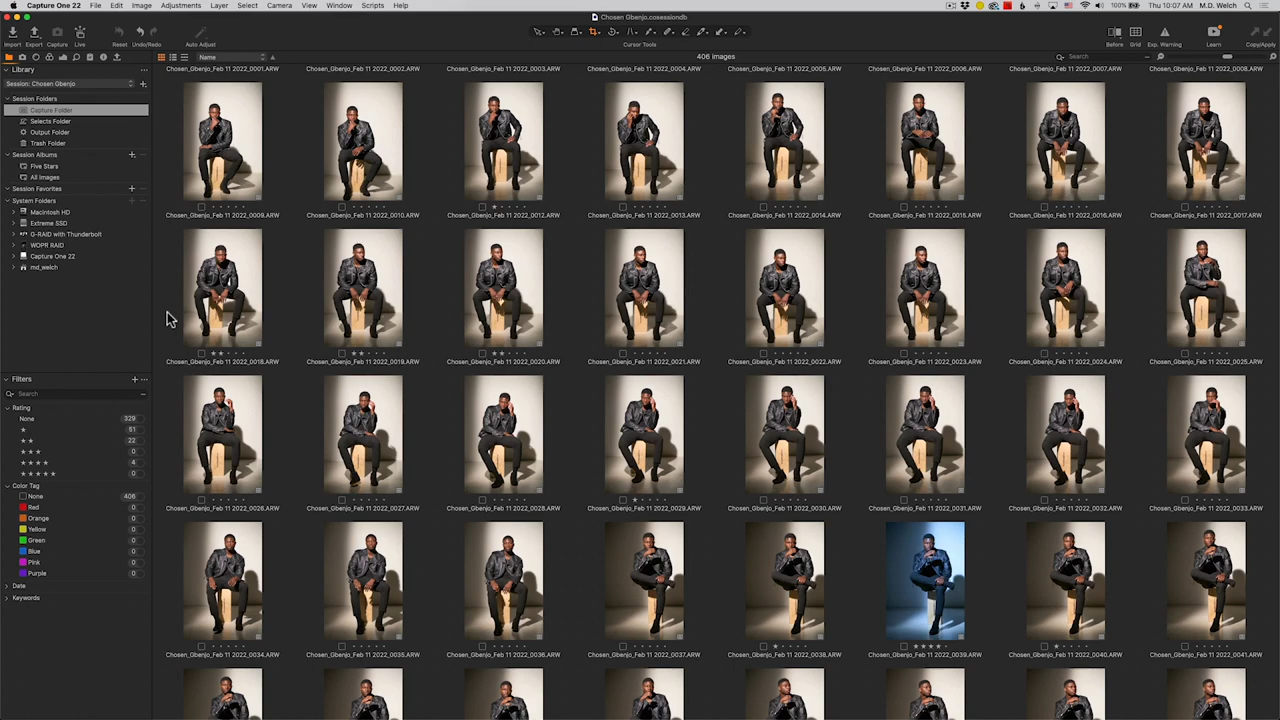 Capture One 22 File Edit Image Adjustments Layer Select Camera View Window Scripts Help 100% Thu 10:07 AM M.D. Welch
Chosen Gbenjo.cosessiondb
Import Export Capture Live Reset Undo/Redo Auto Adjust Cursor Tools Before Grid Exp. Warning Learn Copy/Apply
Name 406 images Search
Library
Session: Chosen Gbenjo
Session Folders
Capture Folder
Selects Folder
Output Folder
Trash Folder
Session Albums
Five Stars
All Images
Session Favorites
System Folders
Macintosh HD
Extreme SSD
G-RAID with Thunderbolt
WOPR RAID
Capture One 22
md_welch
Filters
Search
Rating
None 329
51
22
0
4
0
Color Tag
None 406
Red 0
Orange 0
Yellow 0
Green 0
Blue 0
Pink 0
Purple 0
Date
Keywords
Chosen_Gbenjo_Feb 11 2022_0001.ARW Chosen_Gbenjo_Feb 11 2022_0002.ARW Chosen_Gbenjo_Feb 11 2022_0003.ARW Chosen_Gbenjo_Feb 11 2022_0004.ARW Chosen_Gbenjo_Feb 11 2022_0005.ARW Chosen_Gbenjo_Feb 11 2022_0006.ARW Chosen_Gbenjo_Feb 11 2022_0007.ARW Chosen_Gbenjo_Feb 11 2022_0008.ARW
Chosen_Gbenjo_Feb 11 2022_0009.ARW Chosen_Gbenjo_Feb 11 2022_0010.ARW Chosen_Gbenjo_Feb 11 2022_0012.ARW Chosen_Gbenjo_Feb 11 2022_0013.ARW Chosen_Gbenjo_Feb 11 2022_0014.ARW Chosen_Gbenjo_Feb 11 2022_0015.ARW Chosen_Gbenjo_Feb 11 2022_0016.ARW Chosen_Gbenjo_Feb 11 2022_0017.ARW
Chosen_Gbenjo_Feb 11 2022_0018.ARW Chosen_Gbenjo_Feb 11 2022_0019.ARW Chosen_Gbenjo_Feb 11 2022_0020.ARW Chosen_Gbenjo_Feb 11 2022_0021.ARW Chosen_Gbenjo_Feb 11 2022_0022.ARW Chosen_Gbenjo_Feb 11 2022_0023.ARW Chosen_Gbenjo_Feb 11 2022_0024.ARW Chosen_Gbenjo_Feb 11 2022_0025.ARW
Chosen_Gbenjo_Feb 11 2022_0026.ARW Chosen_Gbenjo_Feb 11 2022_0027.ARW Chosen_Gbenjo_Feb 11 2022_0028.ARW Chosen_Gbenjo_Feb 11 2022_0029.ARW Chosen_Gbenjo_Feb 11 2022_0030.ARW Chosen_Gbenjo_Feb 11 2022_0031.ARW Chosen_Gbenjo_Feb 11 2022_0032.ARW Chosen_Gbenjo_Feb 11 2022_0033.ARW
Chosen_Gbenjo_Feb 11 2022_0034.ARW Chosen_Gbenjo_Feb 11 2022_0035.ARW Chosen_Gbenjo_Feb 11 2022_0036.ARW Chosen_Gbenjo_Feb 11 2022_0037.ARW Chosen_Gbenjo_Feb 11 2022_0038.ARW Chosen_Gbenjo_Feb 11 2022_0039.ARW Chosen_Gbenjo_Feb 11 2022_0040.ARW Chosen_Gbenjo_Feb 11 2022_0041.ARW